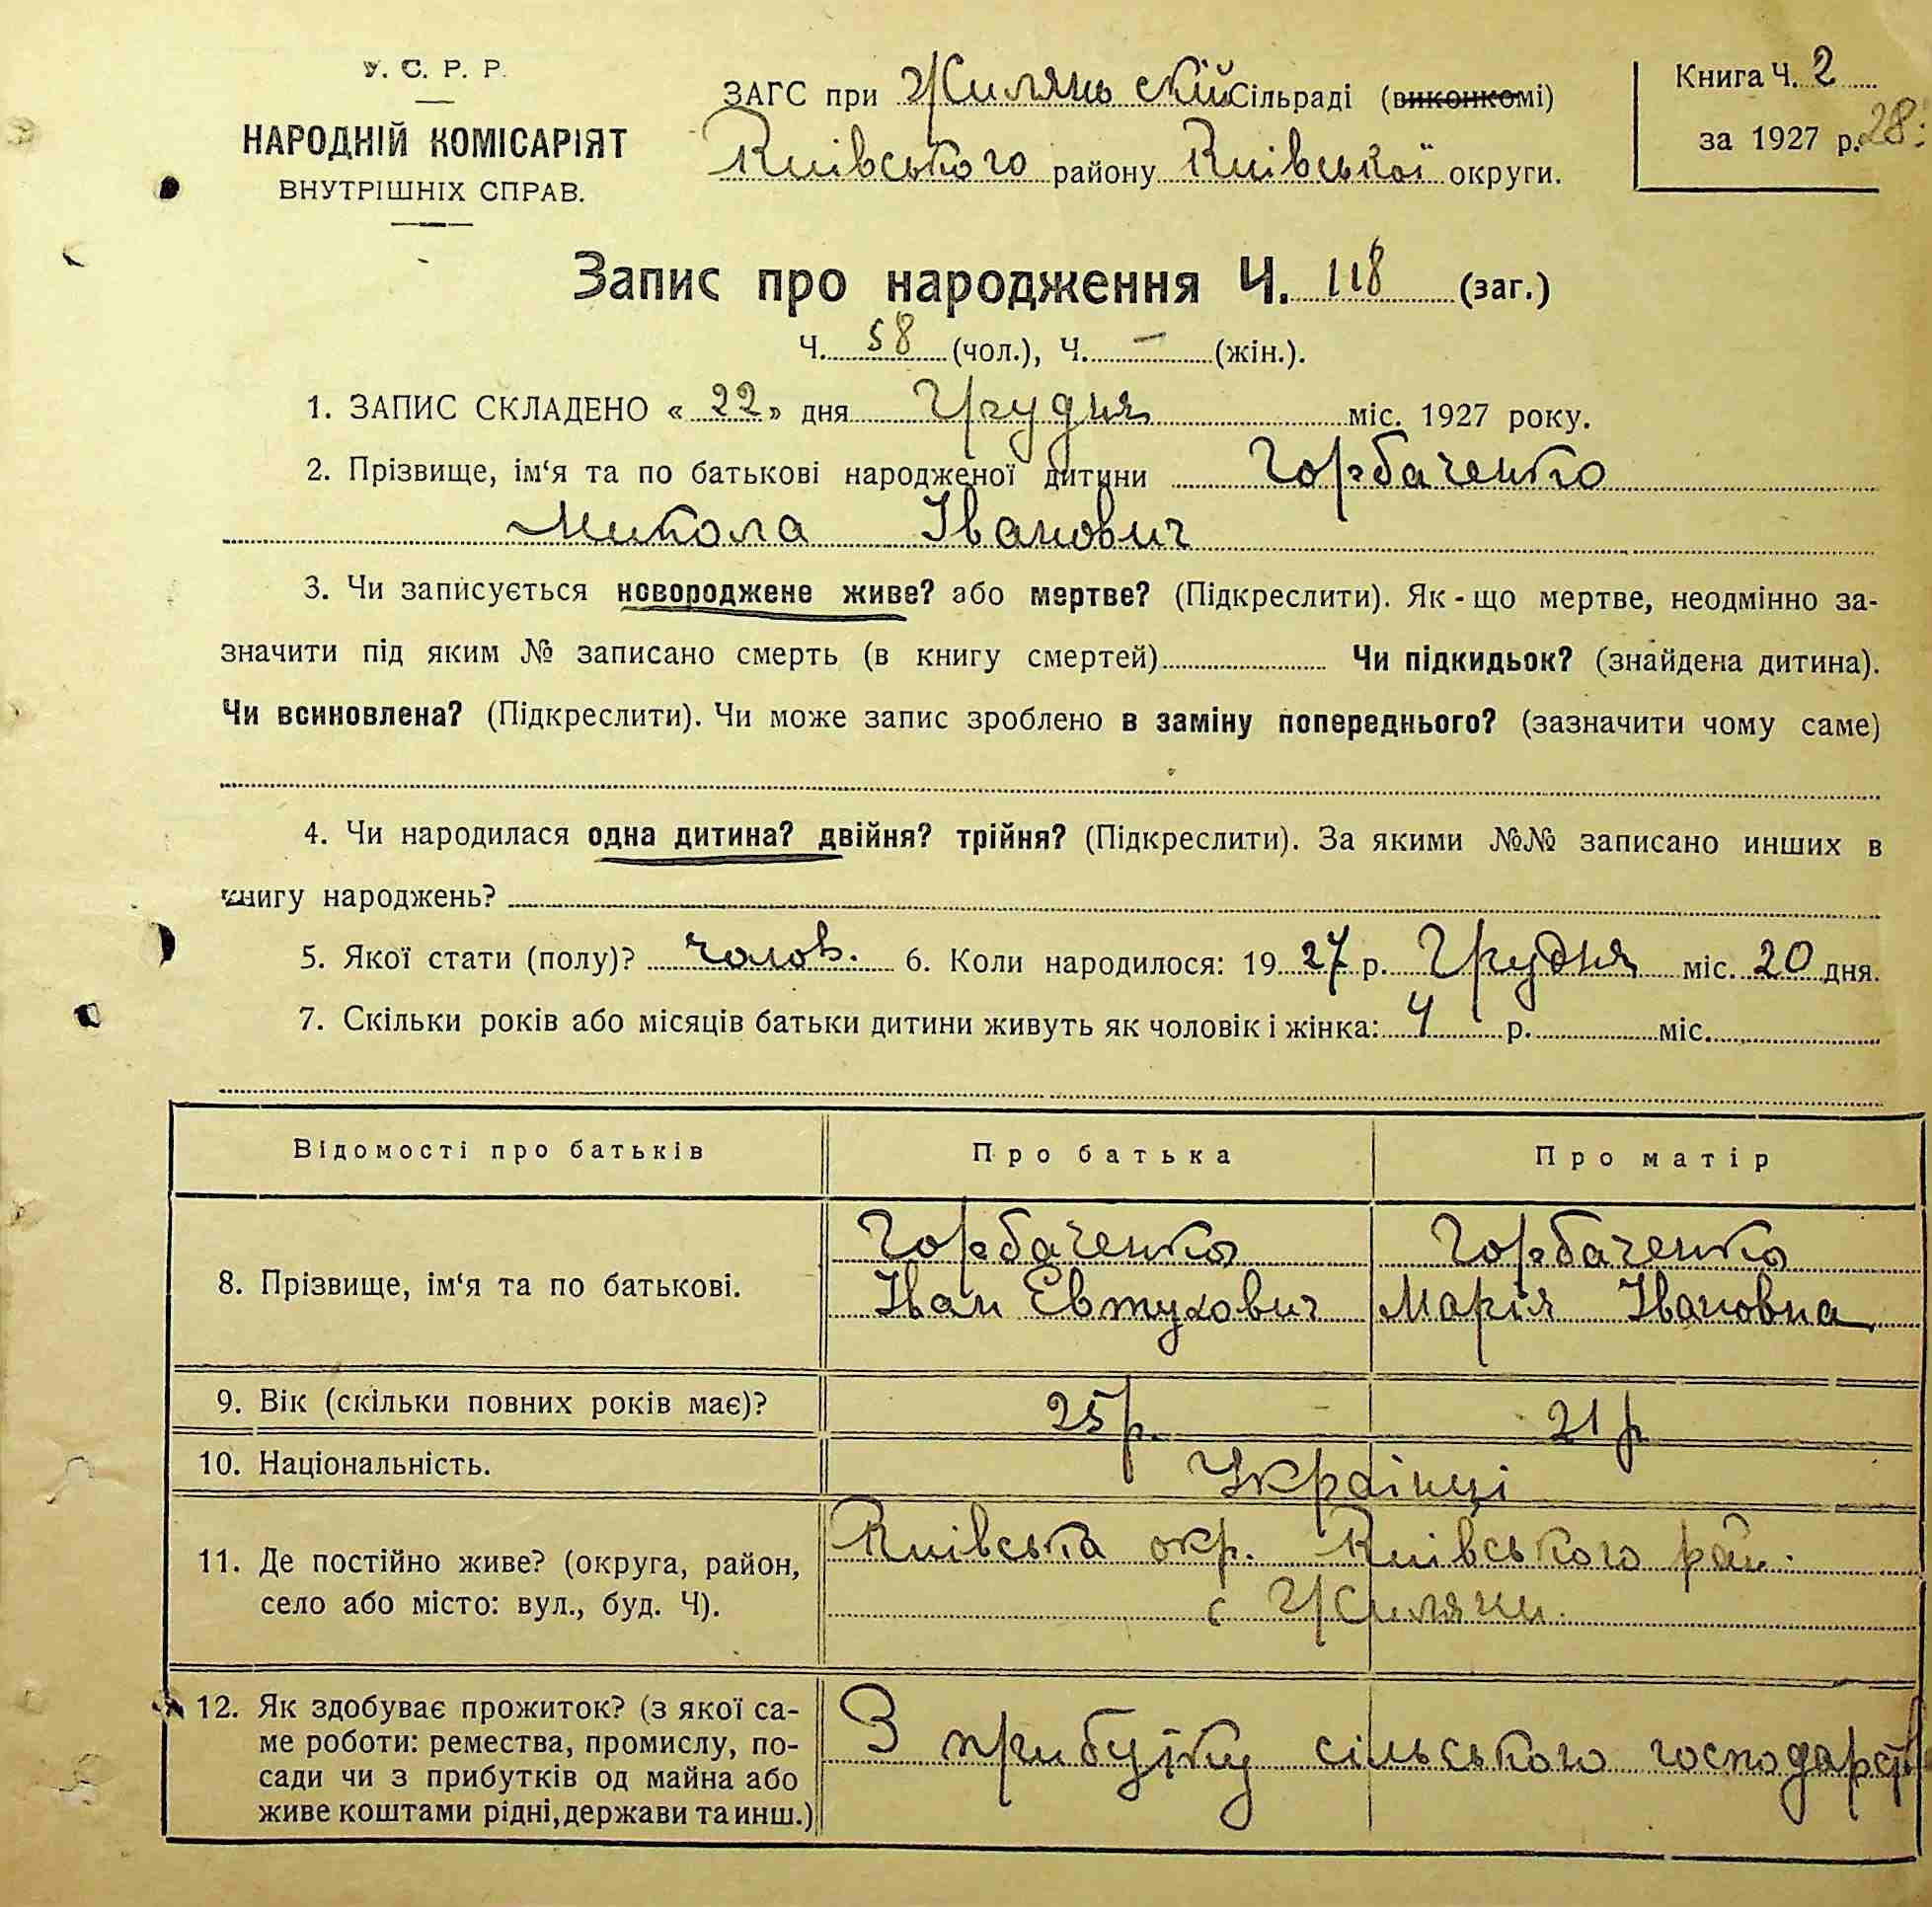 У. С. Р. Р.
НАРОДНІЙ КОМІСАРІЯТ
ВНУТРІШНІХ СПРАВ.
ЗАГС при Жилянській Сільраді (виконкомі)
Київського району Київської округи.
Книга Ч. 2
за 1927 р. 28.
Запис про народження Ч. 118 (заг.)
Ч. 58 (чол.), Ч. — (жін.).
1. ЗАПИС СКЛАДЕНО « 22 » дня Грудня міс. 1927 року.
2. Прізвище, ім‘я та по батькові народженої дитини Горбаченко
Микола Іванович
3. Чи записується новороджене живе? або мертве? (Підкреслити). Як-що мертве, неодмінно за-
значити під яким № записано смерть (в книгу смертей) Чи підкидьок? (знайдена дитина).
Чи всиновлена? (Підкреслити). Чи може запис зроблено в заміну попереднього? (зазначити чому саме)
4. Чи народилася одна дитина? двійня? трійня? (Підкреслити). За якими №№ записано инших в
книгу народжень?
5. Якої стати (полу)? чолов. 6. Коли народилося: 1927 р. Грудня міс. 20 дня.
7. Скільки років або місяців батьки дитини живуть як чоловік і жінка: 4 р. міс.
Відомості про батьків Про батька Про матір
8. Прізвище, ім‘я та по батькові.
Горбаченко
Іван Евтухович
Горбаченко
Марія Івановна
9. Вік (скільки повних років має)? 25 р. 21 р
10. Національність. Українці
11. Де постійно живе? (округа, район,
село або місто: вул., буд. Ч).
Київська окр. Київського рай.
с Жиляни.
12. Як здобуває прожиток? (з якої са-
ме роботи: ремества, промислу, по-
сади чи з прибутків од майна або
живе коштами рідні, держави та инш.)
З прибутку сільського господарств